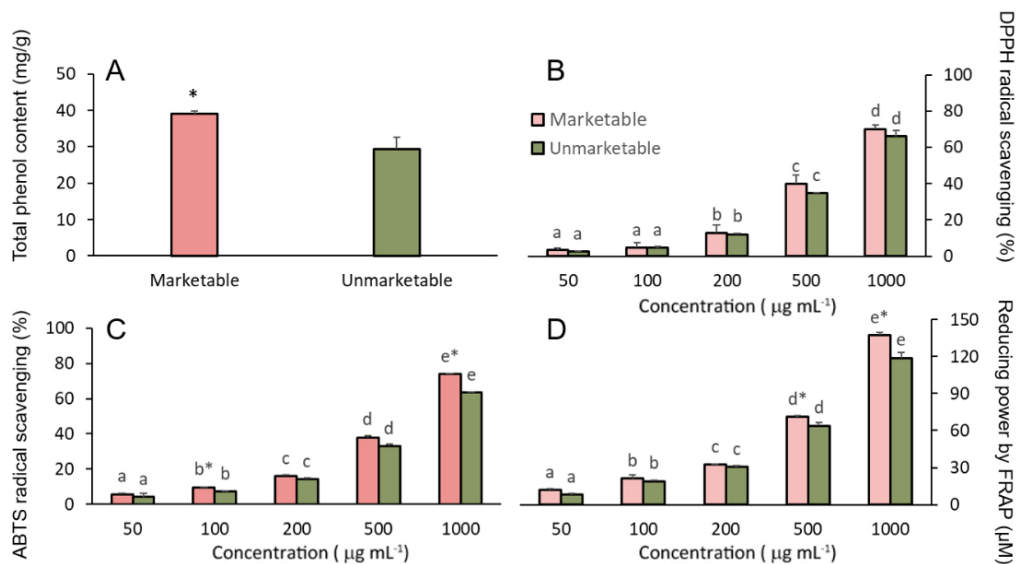 A
Total phenol content (mg/g)
50
40
30
20
10
0
*
Marketable Unmarketable
B
DPPH radical scavenging (%)
100
80
60
40
20
0
Marketable
Unmarketable
a a a a b b c c d d
50 100 200 500 1000
Concentration ( µg mL-1)
C
ABTS radical scavenging (%)
100
80
60
40
20
0
a a b* b c c d d e* e
50 100 200 500 1000
Concentration ( µg mL-1)
D
Reducing power by FRAP (µM)
150
120
90
60
30
0
a a b b c c d* d e* e
50 100 200 500 1000
Concentration ( µg mL-1)